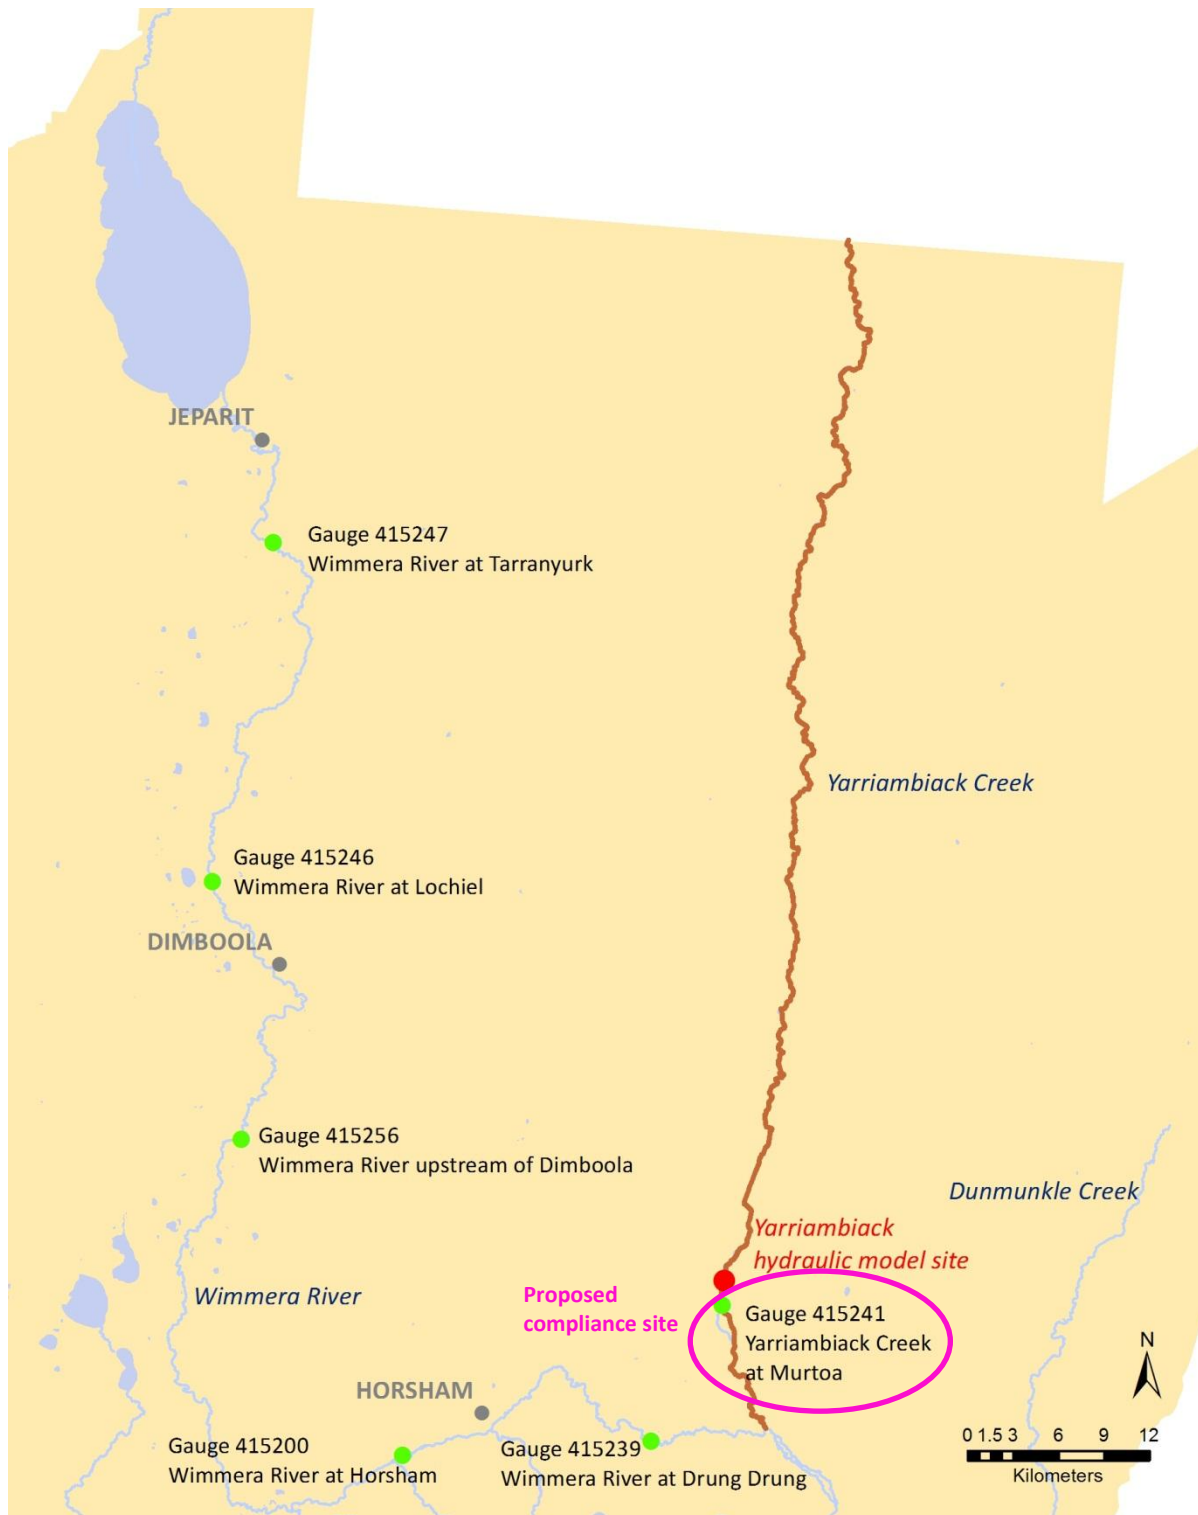 JEPARIT
Gauge 415247
Wimmera River at Tarranyurk
Yarriambiack Creek
Gauge 415246
Wimmera River at Lochiel
DIMBOOLA
Gauge 415256
Wimmera River upstream of Dimboola
Dunmunkle Creek
Yarriambiack
hydraulic model site
Wimmera River
Proposed
compliance site
Gauge 415241
Yarriambiack Creek
at Murtoa
N
HORSHAM
Gauge 415200
Wimmera River at Horsham
Gauge 415239
Wimmera River at Drung Drung
0 1.5 3 6 9 12
Kilometers